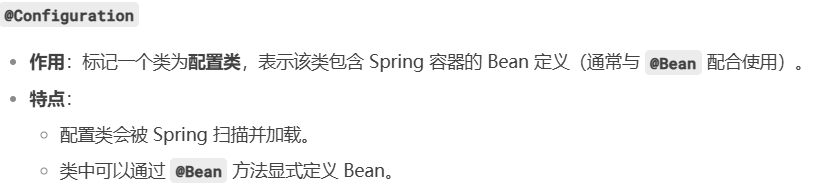 @Configuration
作用：标记一个类为配置类，表示该类包含 Spring 容器的 Bean 定义（通常与 @Bean 配合使用）。
特点：
配置类会被 Spring 扫描并加载。
类中可以通过 @Bean 方法显式定义 Bean。